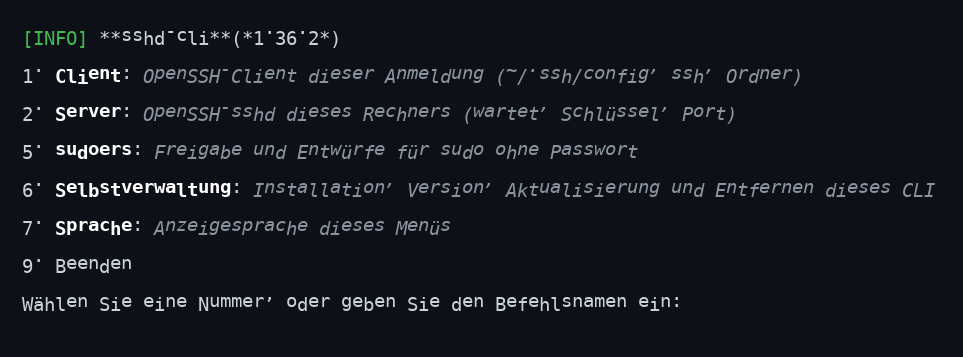 [INFO] **sshd-cli**(*1.36.2*)
1. Client: OpenSSH-Client dieser Anmeldung (~/.ssh/config, ssh, Ordner)
2. Server: OpenSSH-sshd dieses Rechners (wartet, Schlüssel, Port)
5. sudoers: Freigabe und Entwürfe für sudo ohne Passwort
6. Selbstverwaltung: Installation, Version, Aktualisierung und Entfernen dieses CLI
7. Sprache: Anzeigesprache dieses Menüs
9. Beenden
Wählen Sie eine Nummer, oder geben Sie den Befehlsnamen ein: